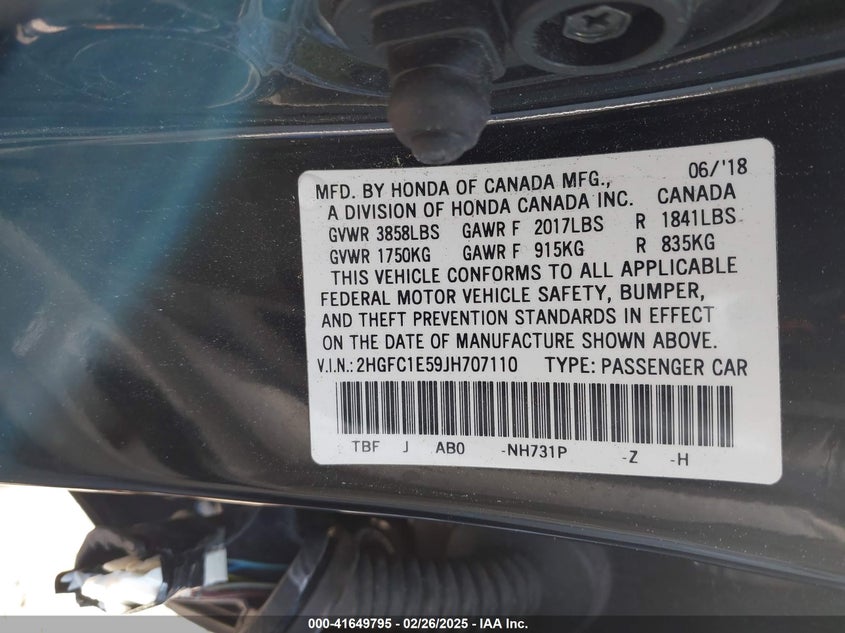 06/'18
MFD. BY HONDA OF CANADA MFG.,
A DIVISION OF HONDA CANADA INC. CANADA
GVWR 3858LBS GAWR F 2017LBS R 1841LBS
GVWR 1750KG GAWR F 915KG R 835KG
THIS VEHICLE CONFORMS TO ALL APPLICABLE
FEDERAL MOTOR VEHICLE SAFETY, BUMPER,
AND THEFT PREVENTION STANDARDS IN EFFECT
ON THE DATE OF MANUFACTURE SHOWN ABOVE.
V.I.N.: 2HGFC1E59JH707110 TYPE: PASSENGER CAR
TBF J AB0 -NH731P -Z -H
000-41649795 - 02/26/2025 - IAA Inc.